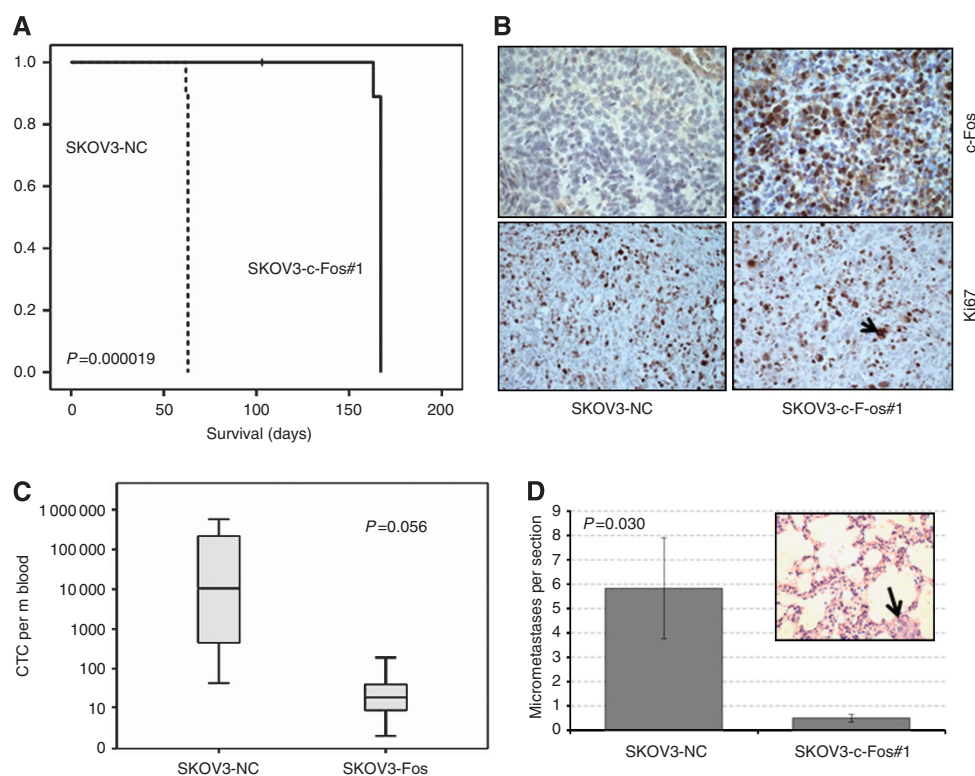 A
1.0
0.8
0.6
0.4
0.2
0.0
SKOV3-NC
SKOV3-c-Fos#1
P=0.000019
0 50 100 150 200
Survival (days)
B
c-Fos
Ki67
SKOV3-NC SKOV3-c-F-os#1
C
CTC per m blood
1 000 000
100 000
10 000
1000
100
10
0
P=0.056
SKOV3-NC SKOV3-Fos
D
Micrometastases per section
9
8
7
6
5
4
3
2
1
0
P=0.030
SKOV3-NC SKOV3-c-Fos#1